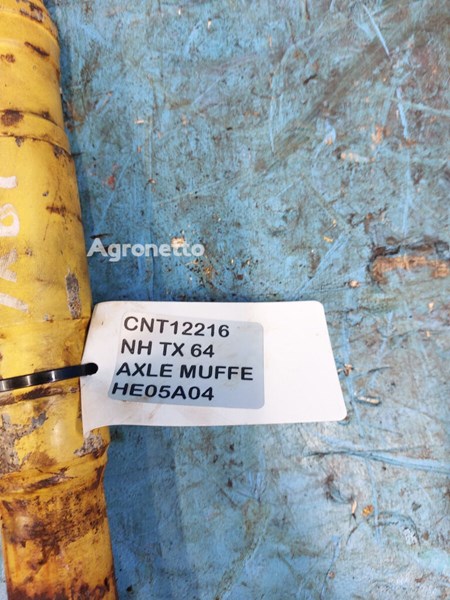 Agronetto
CNT12216
NH TX 64
AXLE MUFFE
HE05A04